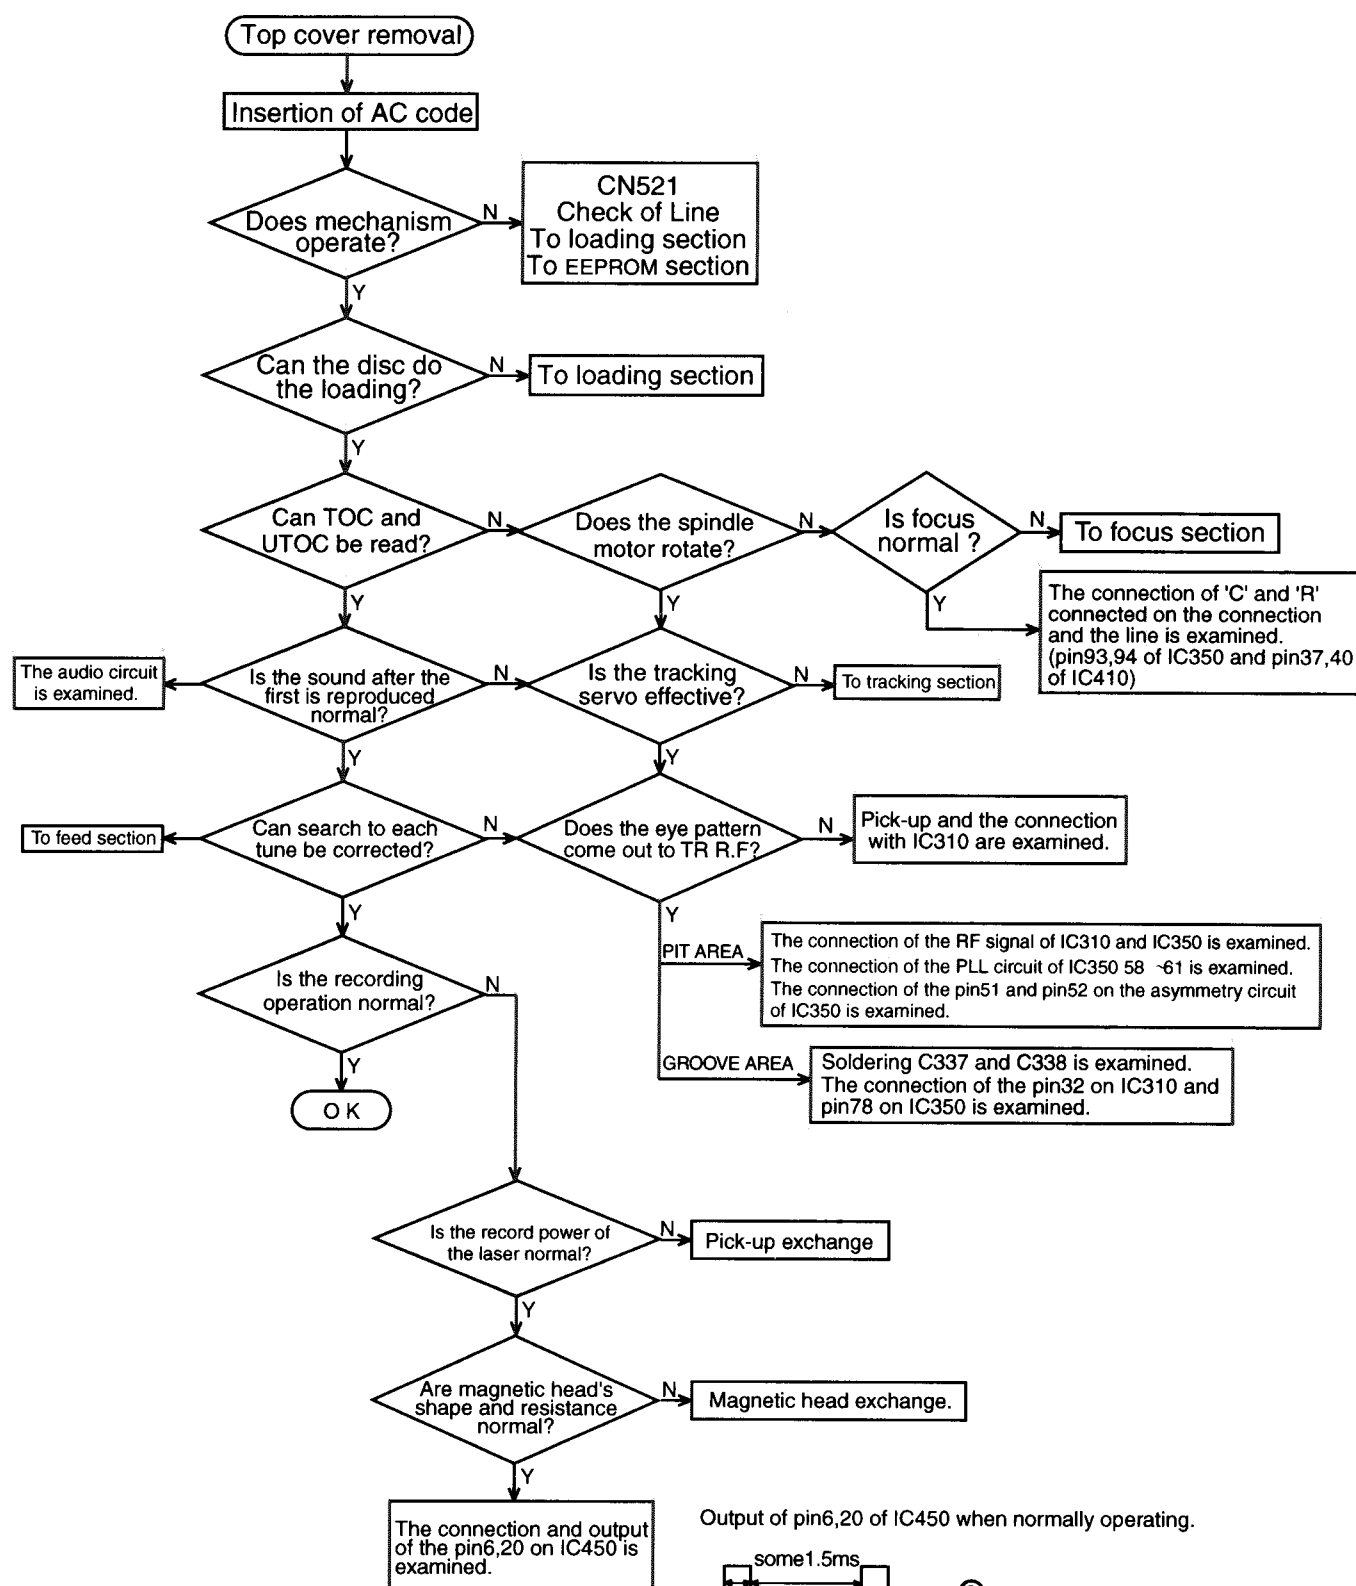 Top cover removal
Insertion of AC code
Does mechanism
operate?
N
CN521
Check of Line
To loading section
To EEPROM section
Y
Can the disc do
the loading?
N
To loading section
Y
Can TOC and
UTOC be read?
N
Does the spindle
motor rotate?
N
Is focus
normal ?
N
To focus section
Y
Y
Y
The connection of 'C' and 'R'
connected on the connection
and the line is examined.
(pin93,94 of IC350 and pin37,40
of IC410)
The audio circuit
is examined.
Is the sound after the
first is reproduced
normal?
N
Is the tracking
servo effective?
N
To tracking section
Y
Y
To feed section
Can search to each
tune be corrected?
N
Does the eye pattern
come out to TR R.F?
N
Pick-up and the connection
with IC310 are examined.
Y
Y
PIT AREA
The connection of the RF signal of IC310 and IC350 is examined.
The connection of the PLL circuit of IC350 58 ~61 is examined.
The connection of the pin51 and pin52 on the asymmetry circuit
of IC350 is examined.
Is the recording
operation normal?
N
Y
OK
GROOVE AREA
Soldering C337 and C338 is examined.
The connection of the pin32 on IC310 and
pin78 on IC350 is examined.
Is the record power of
the laser normal?
N
Pick-up exchange
Y
Are magnetic head's
shape and resistance
normal?
N
Magnetic head exchange.
Y
The connection and output
of the pin6,20 on IC450 is
examined.
Output of pin6,20 of IC450 when normally operating.
some1.5ms